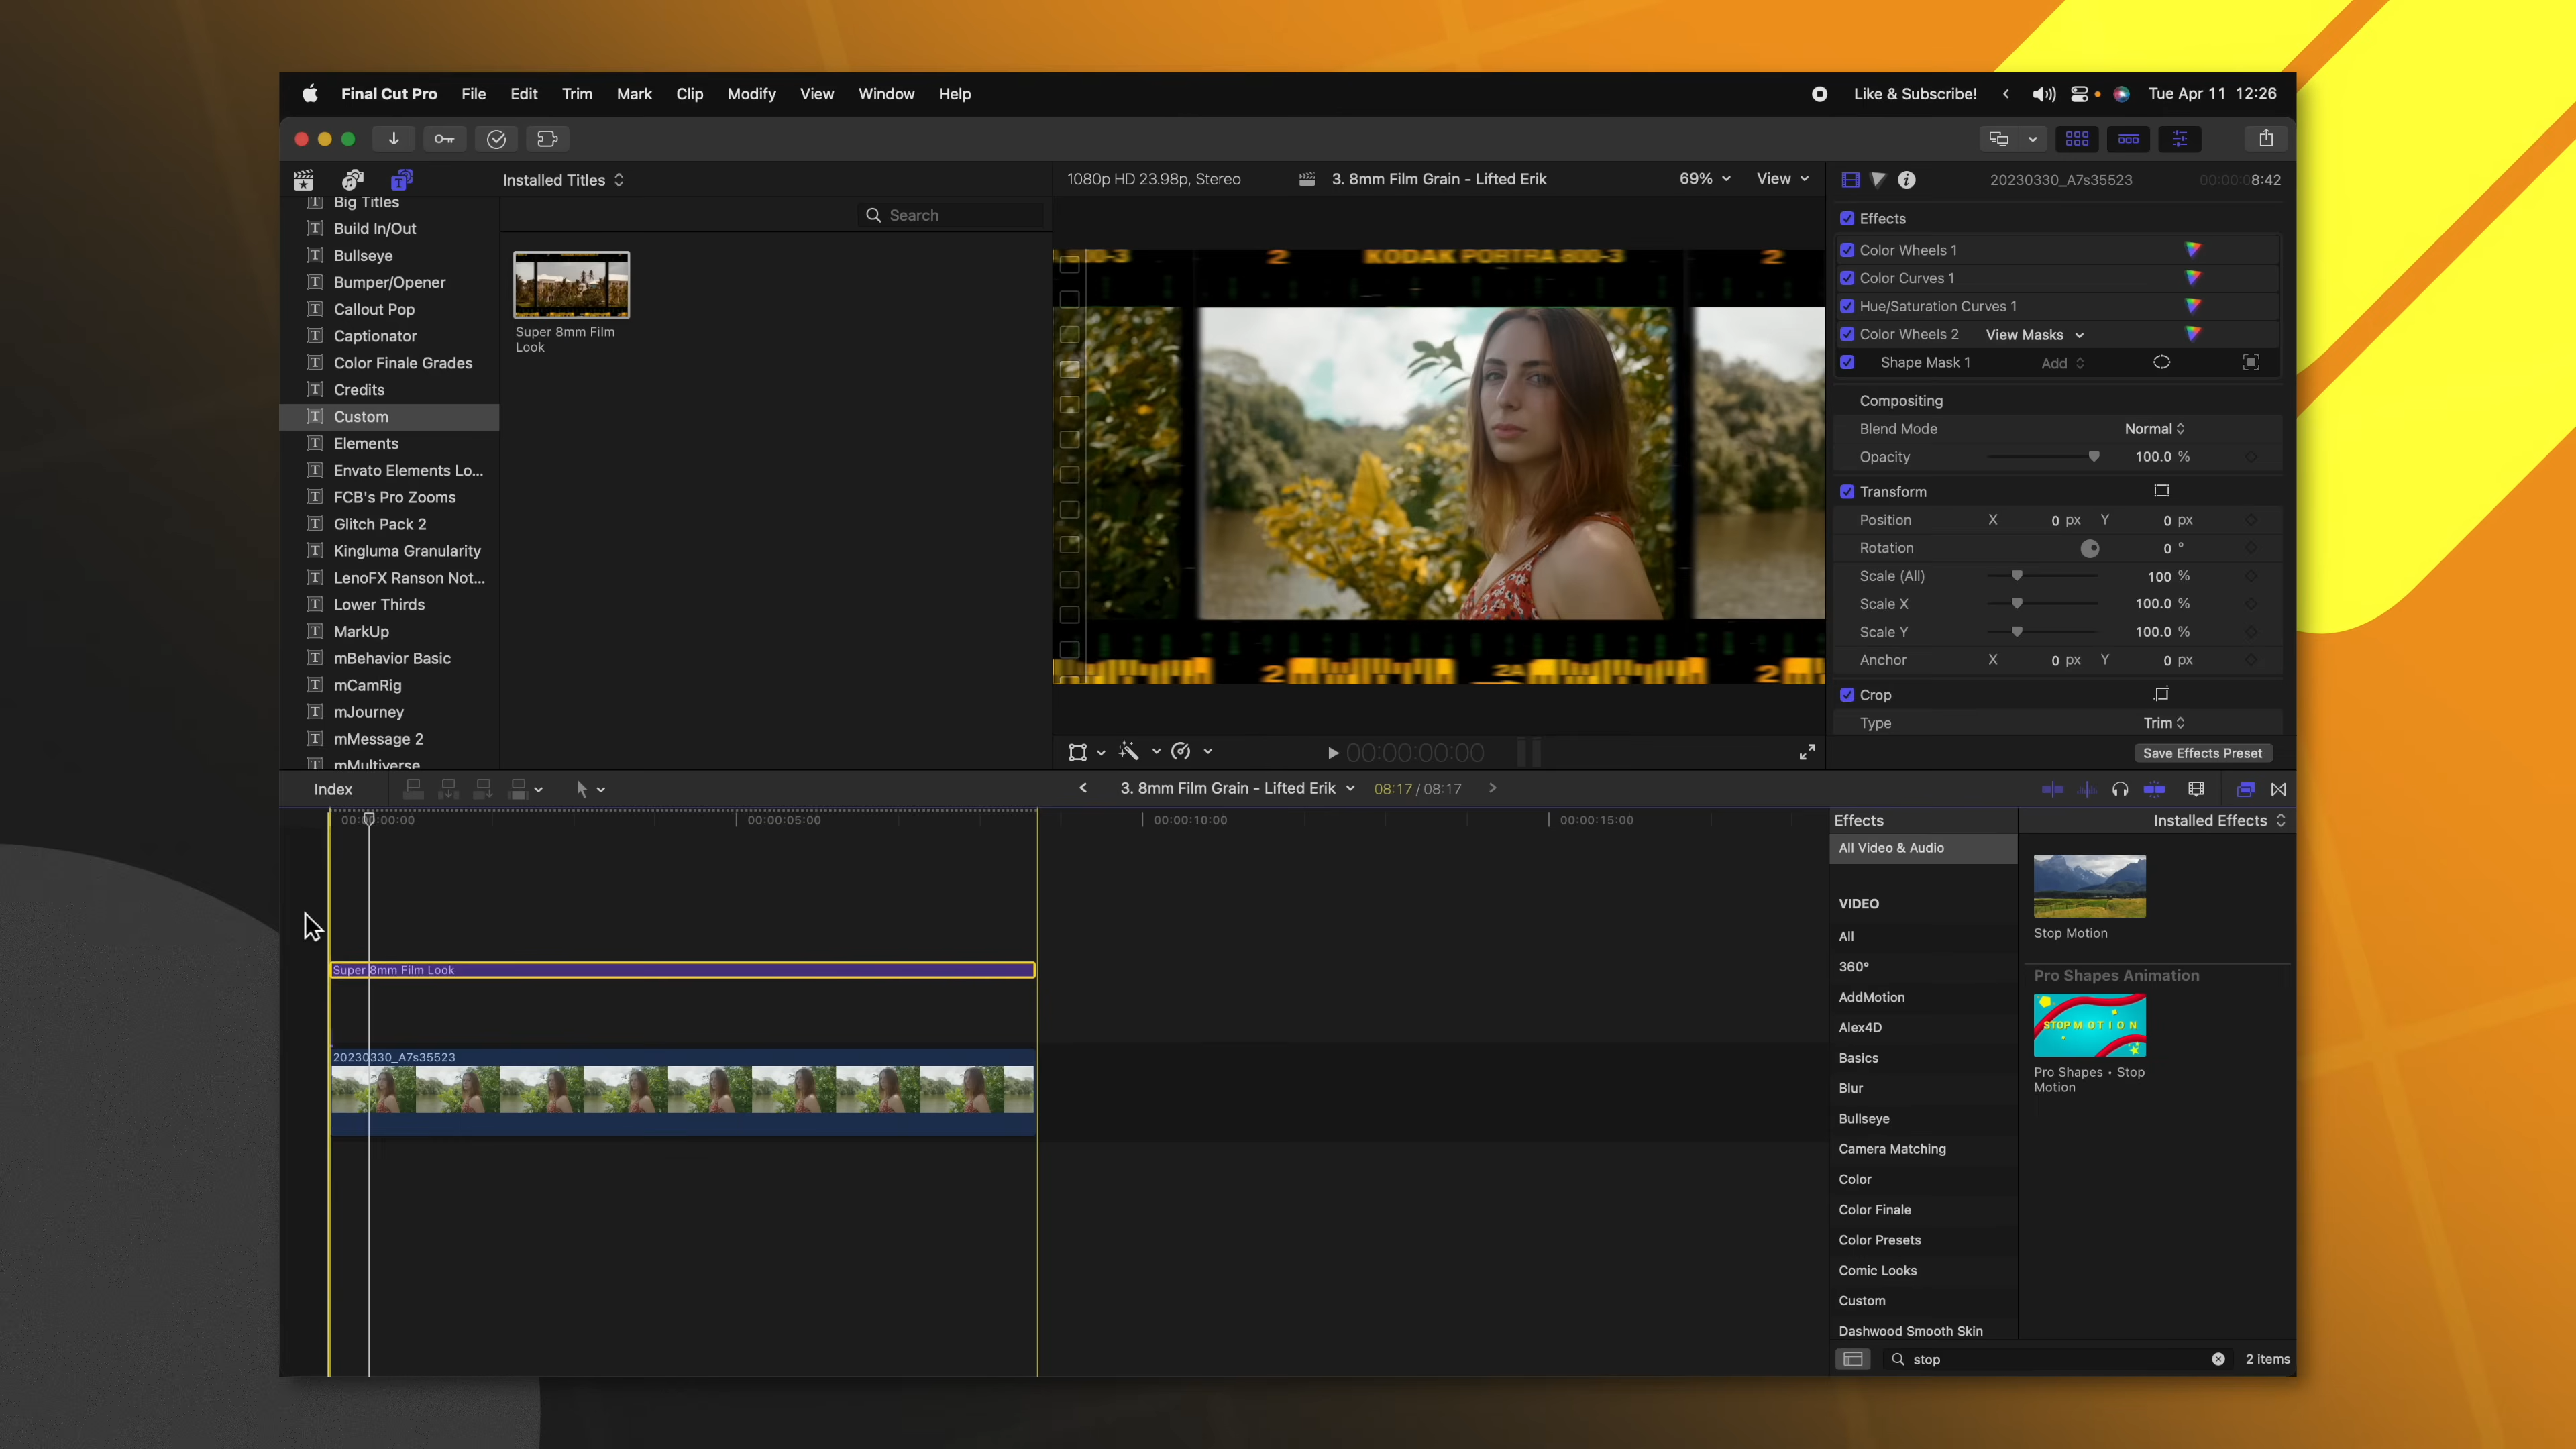 Final Cut Pro File Edit Trim Mark Clip Modify View Window Help
Like & Subscribe!
Tue Apr 11 12:26
Installed Titles
1080p HD 23.98p, Stereo
3. 8mm Film Grain - Lifted Erik
69%
View
20230330_A7s35523
00:00:08:42
Big Titles
Build In/Out
Bullseye
Bumper/Opener
Callout Pop
Captionator
Color Finale Grades
Credits
Custom
Elements
Envato Elements Lo...
FCB's Pro Zooms
Glitch Pack 2
Kingluma Granularity
LenoFX Ranson Not...
Lower Thirds
MarkUp
mBehavior Basic
mCamRig
mJourney
mMessage 2
mMultiverse
Search
Super 8mm Film
Look
00-3
2
KODAK PORTRA 800-3
2
2
2A
2
Effects
Color Wheels 1
Color Curves 1
Hue/Saturation Curves 1
Color Wheels 2 View Masks
Shape Mask 1 Add
Compositing
Blend Mode Normal
Opacity 100.0 %
Transform
Position X 0 px Y 0 px
Rotation 0 °
Scale (All) 100 %
Scale X 100.0 %
Scale Y 100.0 %
Anchor X 0 px Y 0 px
Crop
Type Trim
Save Effects Preset
00:00:00:00
Index
3. 8mm Film Grain - Lifted Erik
08:17 / 08:17
00:00:00:00
00:00:05:00
00:00:10:00
00:00:15:00
Super 8mm Film Look
20230330_A7s35523
Effects
Installed Effects
All Video & Audio
VIDEO
All
360°
AddMotion
Alex4D
Basics
Blur
Bullseye
Camera Matching
Color
Color Finale
Color Presets
Comic Looks
Custom
Dashwood Smooth Skin
Stop Motion
Pro Shapes Animation
STOP MOTION
Pro Shapes • Stop
Motion
stop
2 items